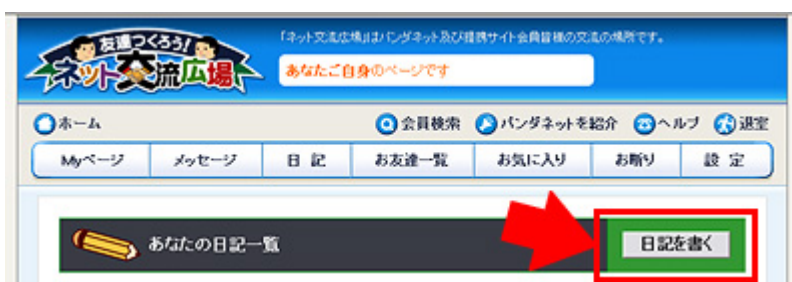 友達つくろう!
ネット交流広場
「ネット交流広場」はパンダネット及び提携サイト会員皆様の交流の場所です。
あなたご自身のページです
ホーム 会員検索 パンダネットを紹介 ヘルプ 退室
Myページ メッセージ 日記 お友達一覧 お気に入り お断り 設定
あなたの日記一覧 日記を書く